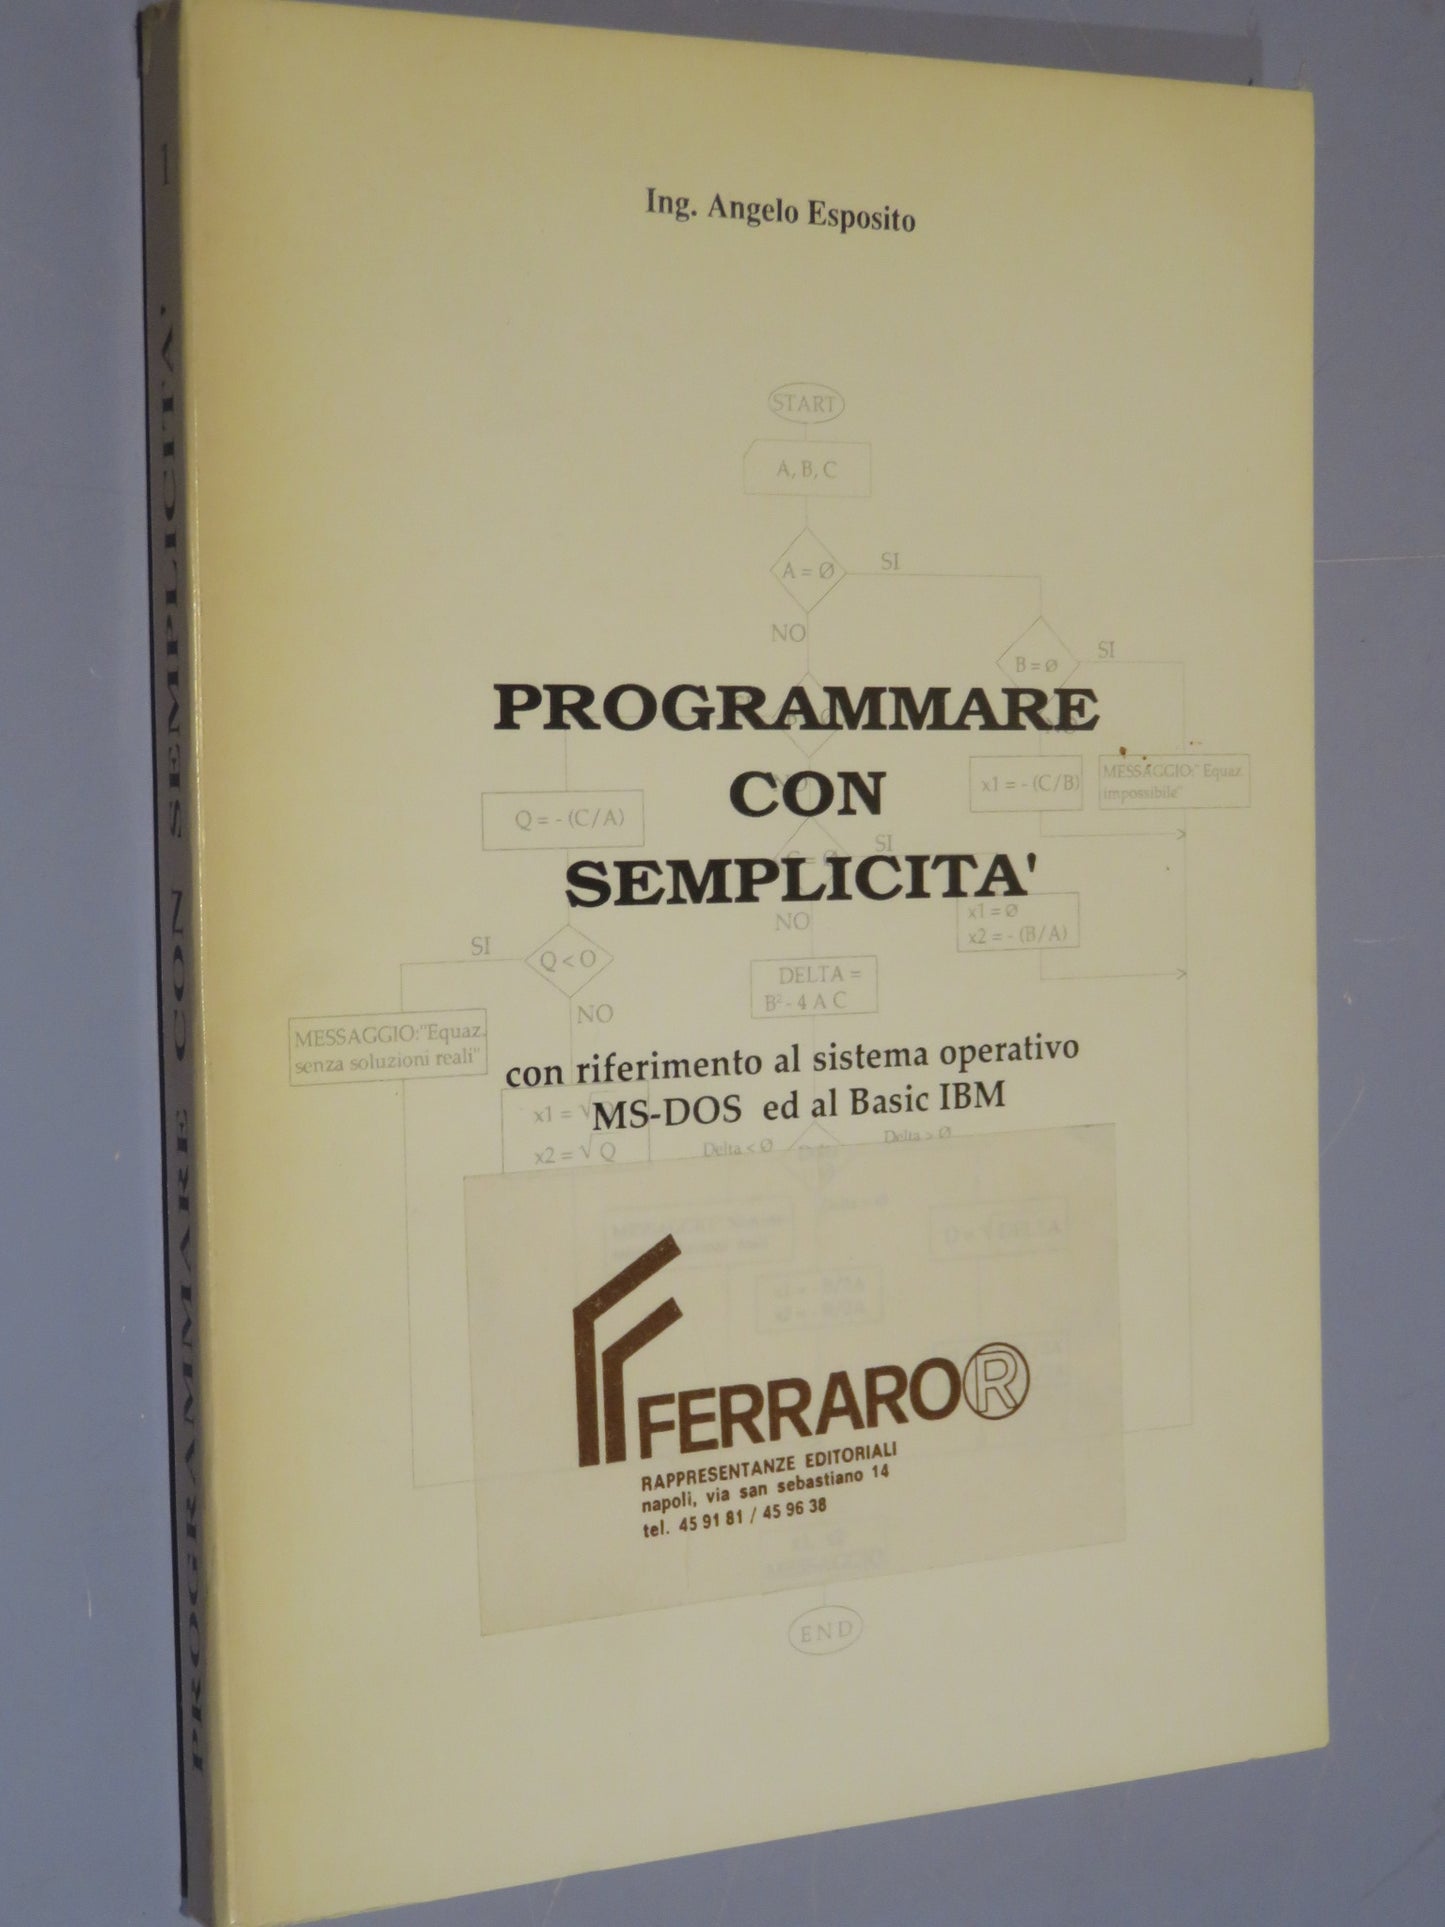 PROGRAMMARE CON SEMPLICITA' 1
Ing. Angelo Esposito
START
A, B, C
A = Ø
SI
NO
B = Ø
SI
PROGRAMMARE
NO
x1 = - (C/B)
MESSAGGIO:"Equaz.
impossibile"
CON
NO
Q = - (C/A)
SI
SEMPLICITA'
NO
x1 = Ø
x2 = - (B/A)
SI
Q < O
NO
DELTA =
B² - 4 A C
MESSAGGIO:"Equaz.
senza soluzioni reali"
con riferimento al sistema operativo
MS-DOS ed al Basic IBM
x1 = √
x2 = √ Q
Delta < Ø
Delta > Ø
FERRARO®
RAPPRESENTANZE EDITORIALI
napoli, via san sebastiano 14
tel. 45 91 81 / 45 96 38
END